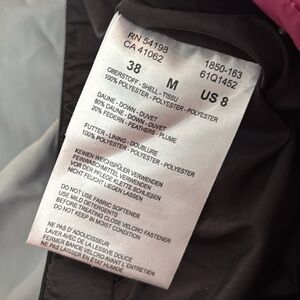 RN 54198 1850-163
CA 41062 61Q1452
38 M US 8
OBERSTOFF - SHELL - TISSU
100% POLYESTER - POLYESTER - POLYESTER
DAUNE - DOWN - DUVET
80% DAUNE - DOWN - DUVET
20% FEDERN - FEATHERS - PLUME
FUTTER - LINING - DOUBLURE
100% POLYESTER - POLYESTER - POLYESTER
KEINEN WEICHSPÜLER VERWENDEN
FEINWASCHMITTEL VERWENDEN
VOR DER PFLEGE KLETTE SCHLIEßEN
NICHT FEUCHT LIEGEN LASSEN
DO NOT USE FABRIC SOFTENER
USE MILD DETERGENTS
BEFORE TREATING CLOSE VELCRO FASTENER
DO NOT KEEP IN MOIST CONDITION
NE PAS D'ADOUCISSEUR
LAVER AVEC DE LA LESSIVE DOUCE
FERMER BANDE VELCRO AVANT ENTRETIEN
NE PAS LAISSER EN ETAT HUMIDE